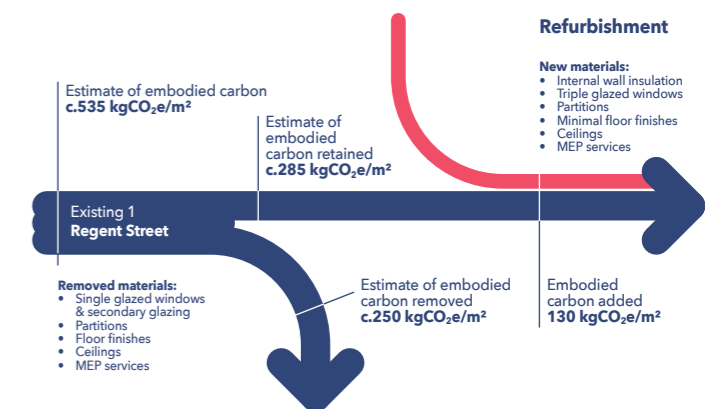 Refurbishment
New materials:
• Internal wall insulation
• Triple glazed windows
• Partitions
• Minimal floor finishes
• Ceilings
• MEP services
Estimate of embodied carbon
c.535 kgCO₂e/m²
Estimate of
embodied
carbon retained
c.285 kgCO₂e/m²
Existing 1
Regent Street
Removed materials:
• Single glazed windows
& secondary glazing
• Partitions
• Floor finishes
• Ceilings
• MEP services
Estimate of embodied
carbon removed
c.250 kgCO₂e/m²
Embodied
carbon added
130 kgCO₂e/m²